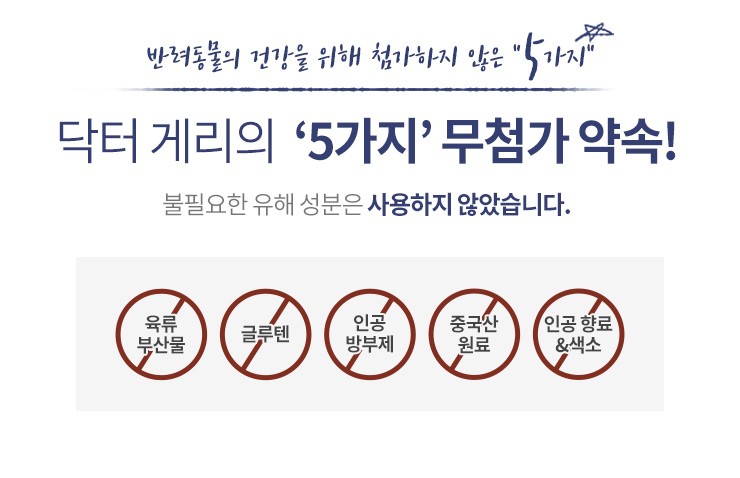 반려동물의 건강을 위해 첨가하지 않은 "5가지"
닥터 게리의 ‘5가지’ 무첨가 약속!
불필요한 유해 성분은 사용하지 않았습니다.
육류
부산물
글루텐
인공
방부제
중국산
원료
인공 향료
&색소